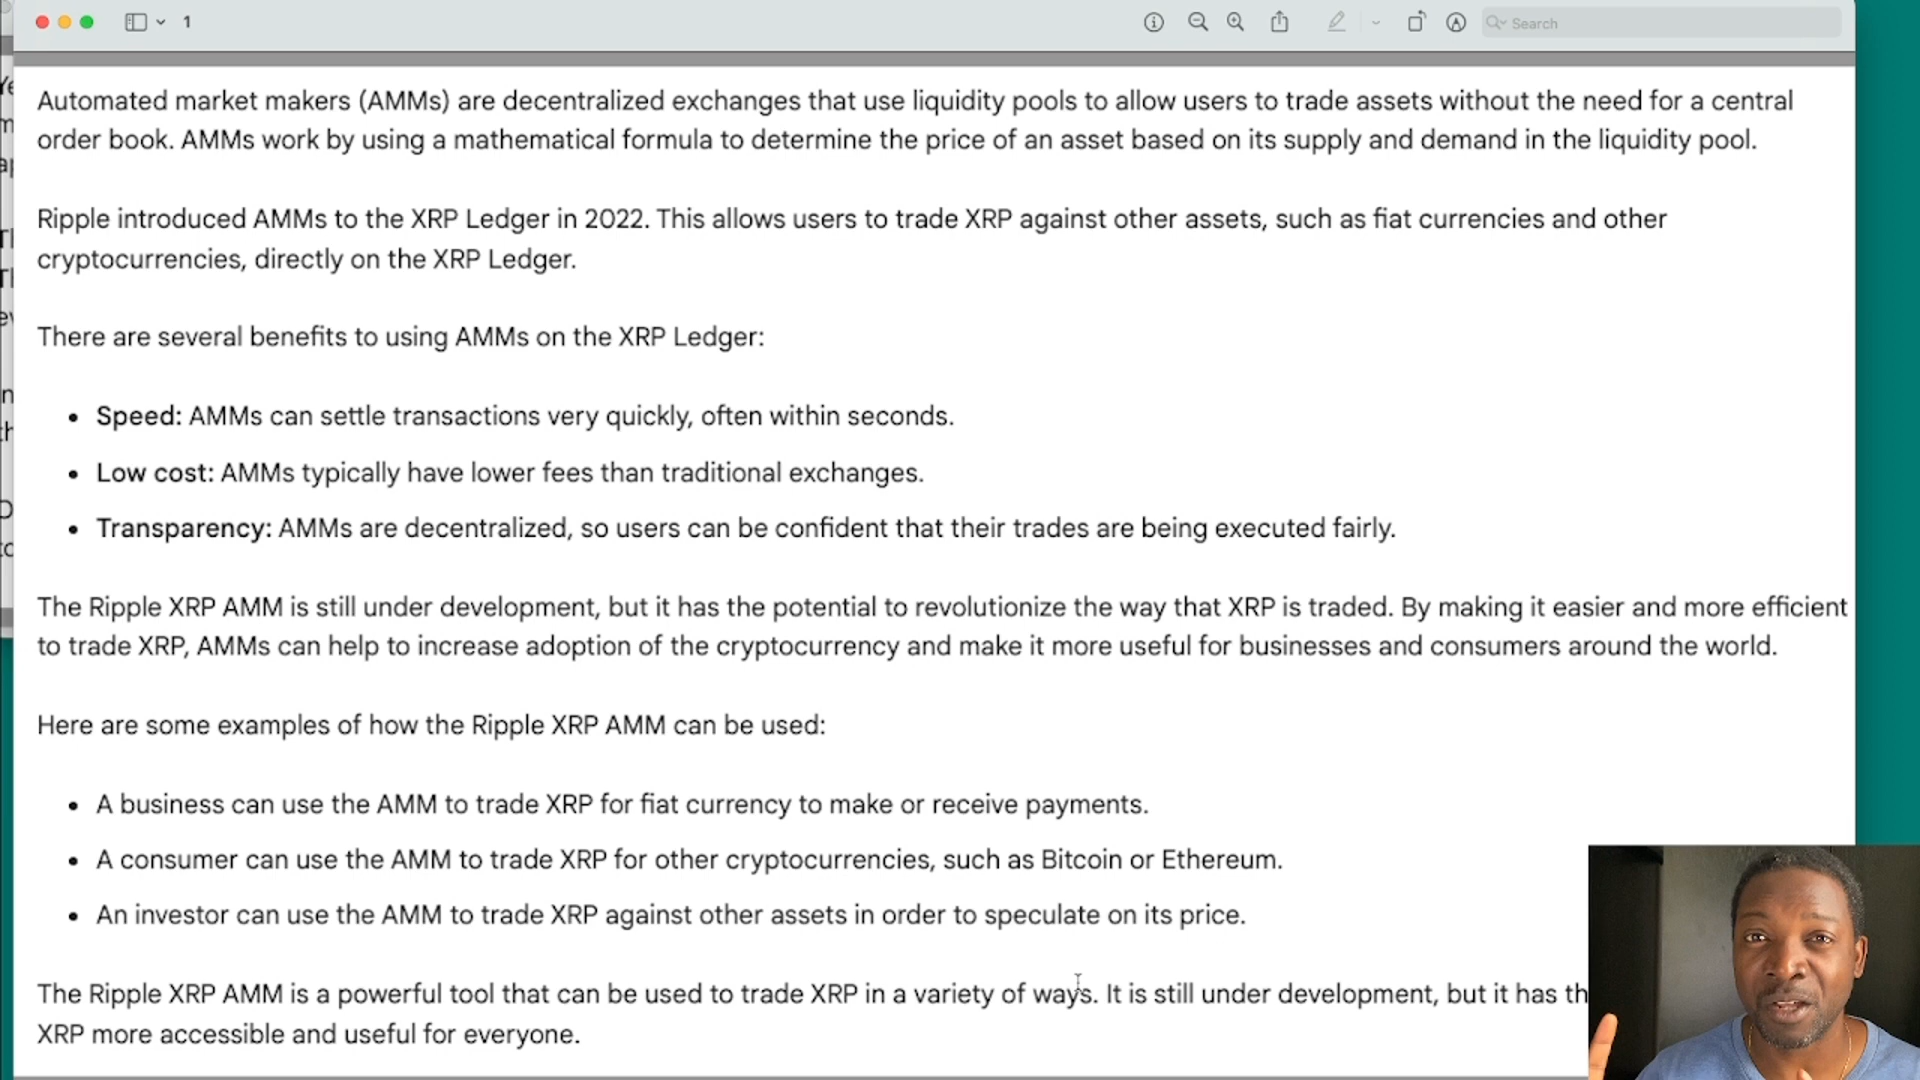 1
Search
Automated market makers (AMMs) are decentralized exchanges that use liquidity pools to allow users to trade assets without the need for a central
order book. AMMs work by using a mathematical formula to determine the price of an asset based on its supply and demand in the liquidity pool.
Ripple introduced AMMs to the XRP Ledger in 2022. This allows users to trade XRP against other assets, such as fiat currencies and other
cryptocurrencies, directly on the XRP Ledger.
There are several benefits to using AMMs on the XRP Ledger:
• Speed: AMMs can settle transactions very quickly, often within seconds.
• Low cost: AMMs typically have lower fees than traditional exchanges.
• Transparency: AMMs are decentralized, so users can be confident that their trades are being executed fairly.
The Ripple XRP AMM is still under development, but it has the potential to revolutionize the way that XRP is traded. By making it easier and more efficient
to trade XRP, AMMs can help to increase adoption of the cryptocurrency and make it more useful for businesses and consumers around the world.
Here are some examples of how the Ripple XRP AMM can be used:
• A business can use the AMM to trade XRP for fiat currency to make or receive payments.
• A consumer can use the AMM to trade XRP for other cryptocurrencies, such as Bitcoin or Ethereum.
• An investor can use the AMM to trade XRP against other assets in order to speculate on its price.
The Ripple XRP AMM is a powerful tool that can be used to trade XRP in a variety of ways. It is still under development, but it has th
XRP more accessible and useful for everyone.